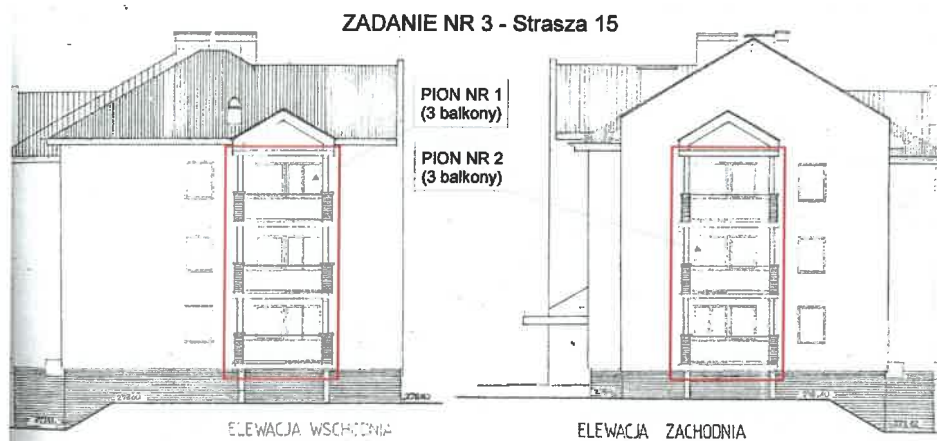 ZADANIE NR 3 - Strasza 15
PION NR 1
(3 balkony)
PION NR 2
(3 balkony)
ELEWACJA WSCHODNIA
ELEWACJA ZACHODNIA